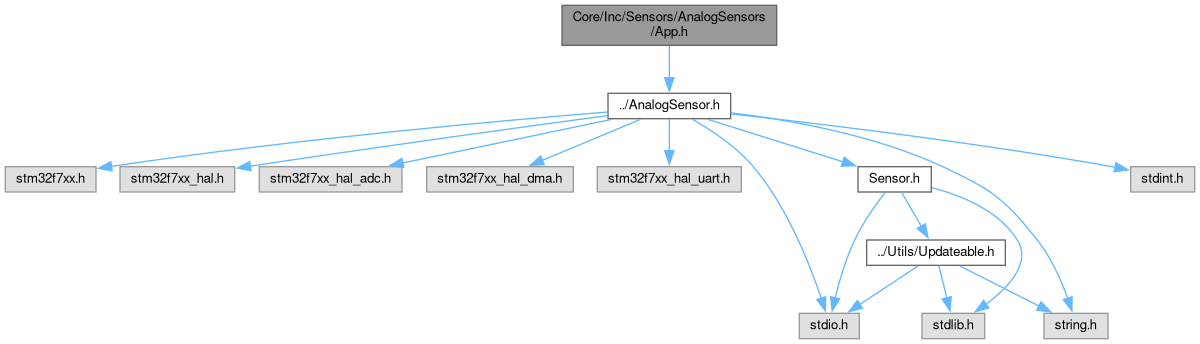 Core/Inc/Sensors/AnalogSensors
/App.h
../AnalogSensor.h
stm32f7xx.h
stm32f7xx_hal.h
stm32f7xx_hal_adc.h
stm32f7xx_hal_dma.h
stm32f7xx_hal_uart.h
Sensor.h
stdint.h
../Utils/Updateable.h
stdio.h
stdlib.h
string.h